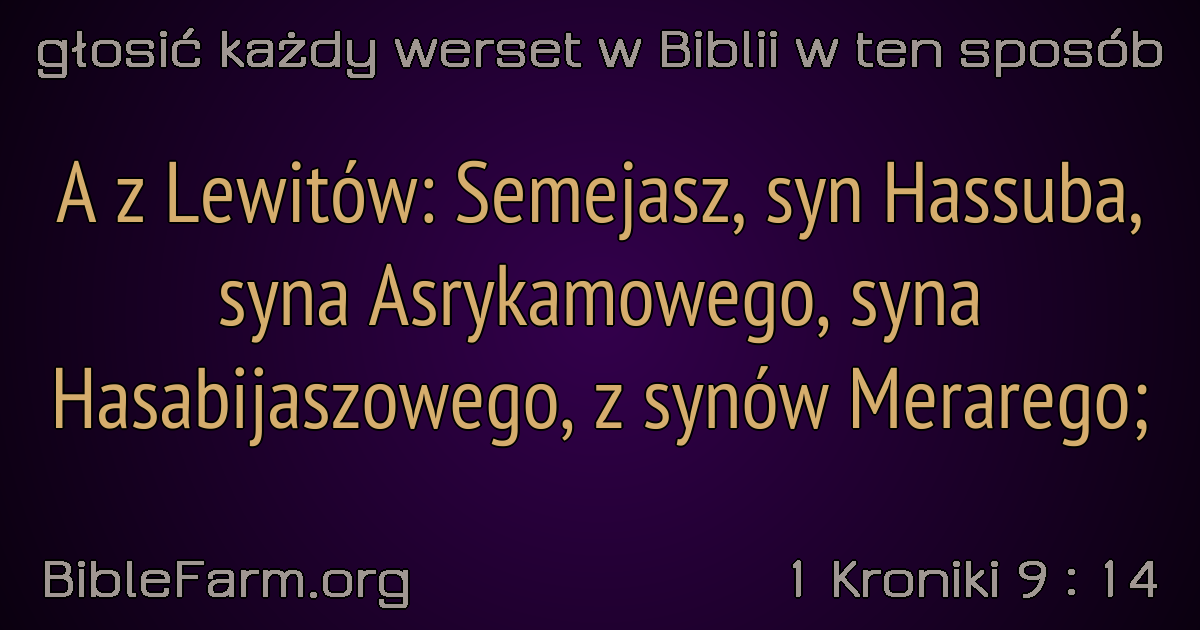 głosić każdy werset w Biblii w ten sposób
A z Lewitów: Semejasz, syn Hassuba,
syna Asrykamowego, syna
Hasabijaszowego, z synów Merarego;
BibleFarm.org
1 Kroniki 9 : 14